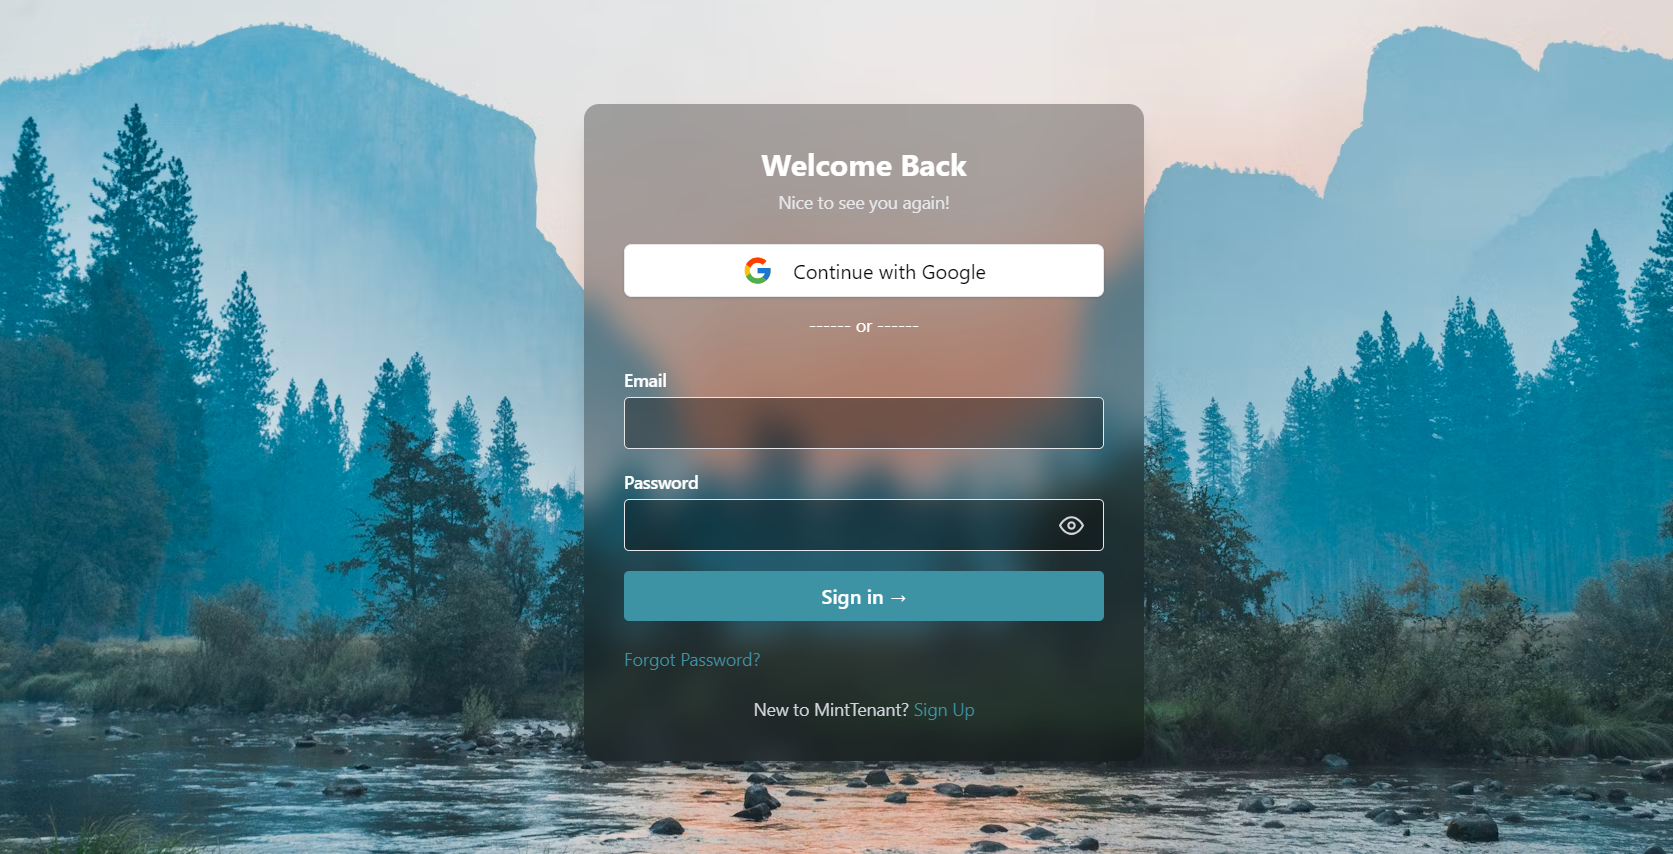 Welcome Back
Nice to see you again!
Continue with Google
------ or ------
Email
Password
Sign in →
Forgot Password?
New to MintTenant? Sign Up